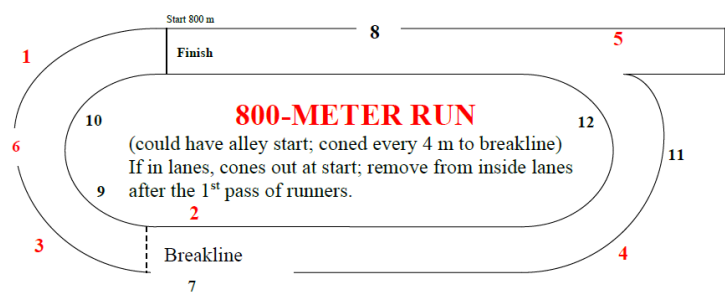 Start 800 m
8
5
1
Finish
10
800-METER RUN
12
(could have alley start; coned every 4 m to breakline)
6
11
If in lanes, cones out at start; remove from inside lanes
9
after the 1st pass of runners.
2
3
4
Breakline
7